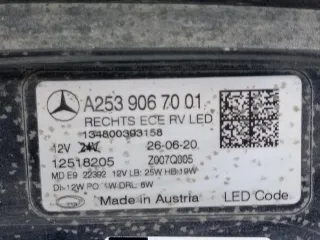 A253 906 70 01
RECHTS ECE RV LED
134800393158
12V 24V 26-06-20
12518205 Z007Q005
MD E9 22392 12V LB: 25W HB:19W
DI-12W PO: 1W DRL: 8W
Made in Austria LED Code